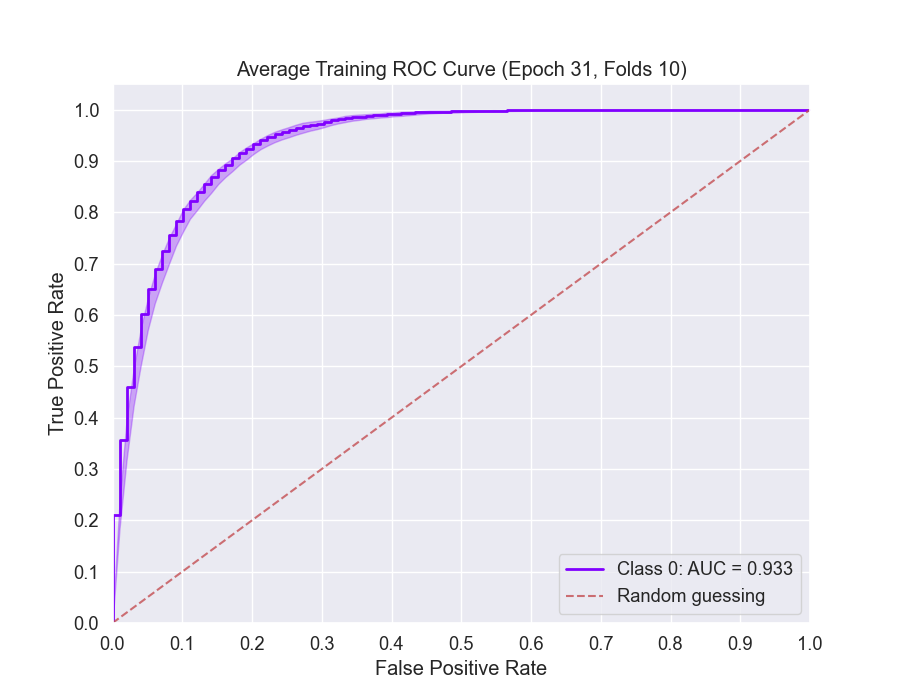 Average Training ROC Curve (Epoch 31, Folds 10)
True Positive Rate
1.0
0.9
0.8
0.7
0.6
0.5
0.4
0.3
0.2
0.1
0.0
Class 0: AUC = 0.933
Random guessing
0.0 0.1 0.2 0.3 0.4 0.5 0.6 0.7 0.8 0.9 1.0
False Positive Rate